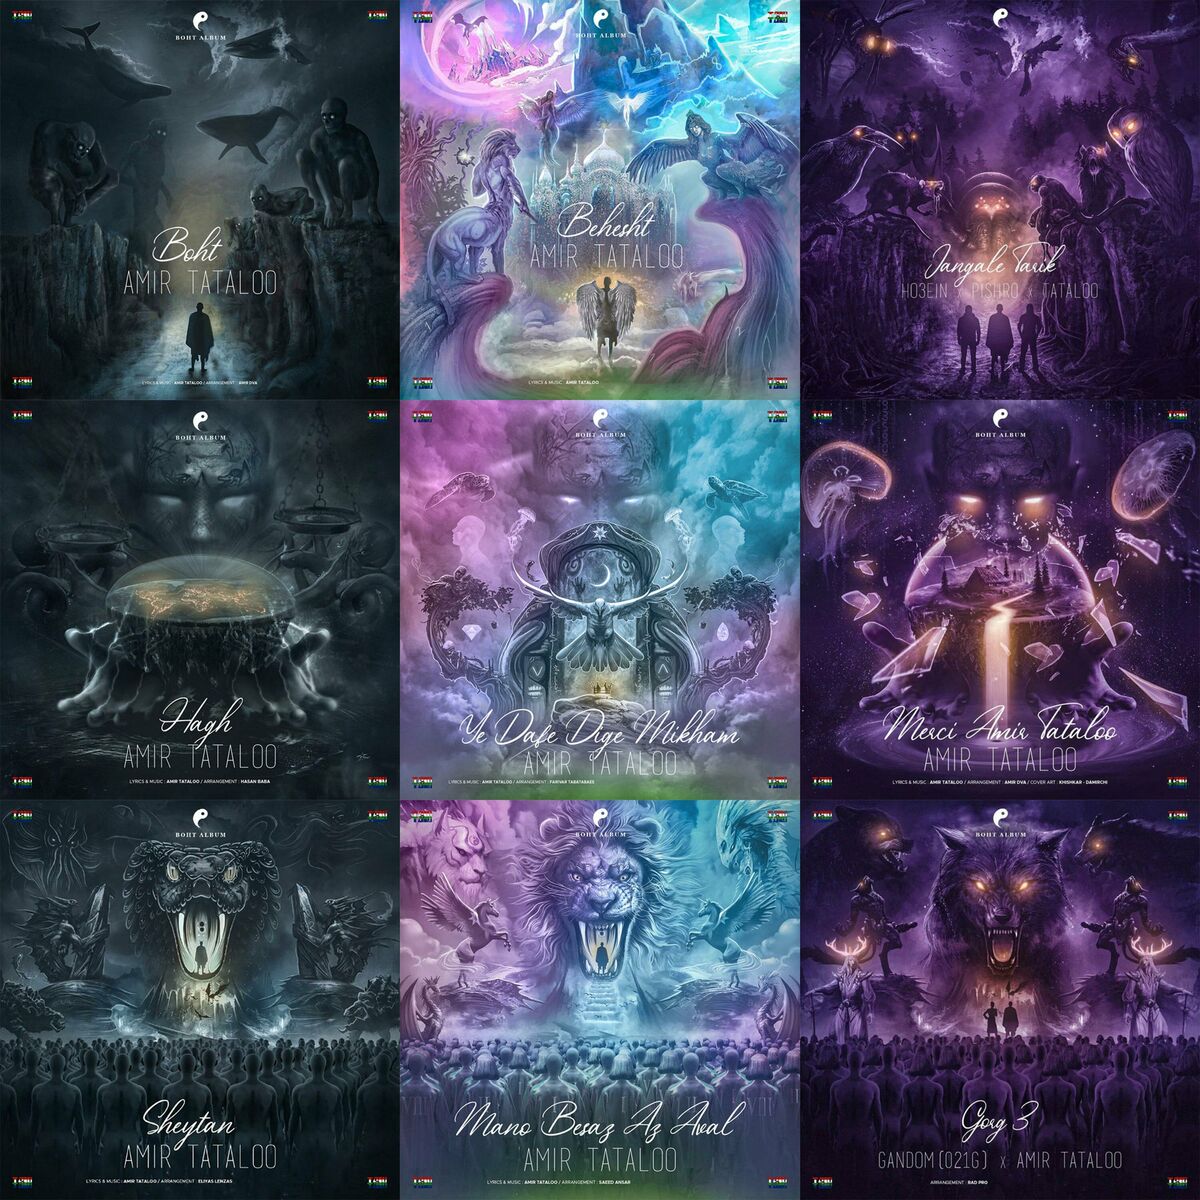 BOHT ALBUM
Boht
AMIR TATALOO
LYRICS & MUSIC : AMIR TATALOO / ARRANGEMENT : AMIR DVA
BOHT ALBUM
Behesht
AMIR TATALOO
LYRICS & MUSIC : AMIR TATALOO
Jangale Tarik
HO3EIN x PISHRO x TATALOO
BOHT ALBUM
Hagh
AMIR TATALOO
LYRICS & MUSIC : AMIR TATALOO / ARRANGEMENT : HASAN BABA
BOHT ALBUM
Ye Dafe Dige Mikham
AMIR TATALOO
LYRICS & MUSIC : AMIR TATALOO / ARRANGEMENT : FARIVAR TABATABAEE
BOHT ALBUM
Merci Amir Tataloo
AMIR TATALOO
LYRICS & MUSIC : AMIR TATALOO / ARRANGEMENT : AMIR DVA / COVER ART : KHISHKAR - DAMIRCHI
BOHT ALBUM
Sheytan
AMIR TATALOO
LYRICS & MUSIC : AMIR TATALOO / ARRANGEMENT : ELIYAS LENZAS
BOHT ALBUM
Mano Besaz Az Aval
AMIR TATALOO
LYRICS & MUSIC : AMIR TATALOO / ARRANGEMENT : SAEED ANSAR
BOHT ALBUM
Gorg 3
GANDOM (021G) x AMIR TATALOO
ARRANGEMENT : RAD PRO